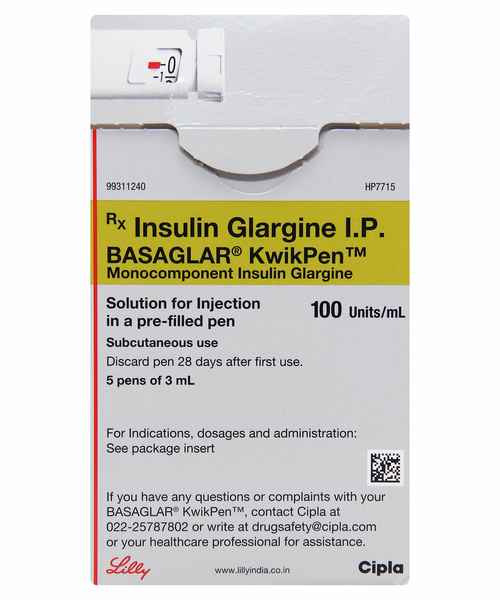 -0
99311240 HP7715
Rx Insulin Glargine I.P.
BASAGLAR® KwikPen™
Monocomponent Insulin Glargine
Solution for Injection
in a pre-filled pen
100 Units/mL
Subcutaneous use
Discard pen 28 days after first use.
5 pens of 3 mL
For Indications, dosages and administration:
See package insert
If you have any questions or complaints with your
BASAGLAR® KwikPen™, contact Cipla at
022-25787802 or write at drugsafety@cipla.com
or your healthcare professional for assistance.
Lilly www.lillyindia.co.in Cipla